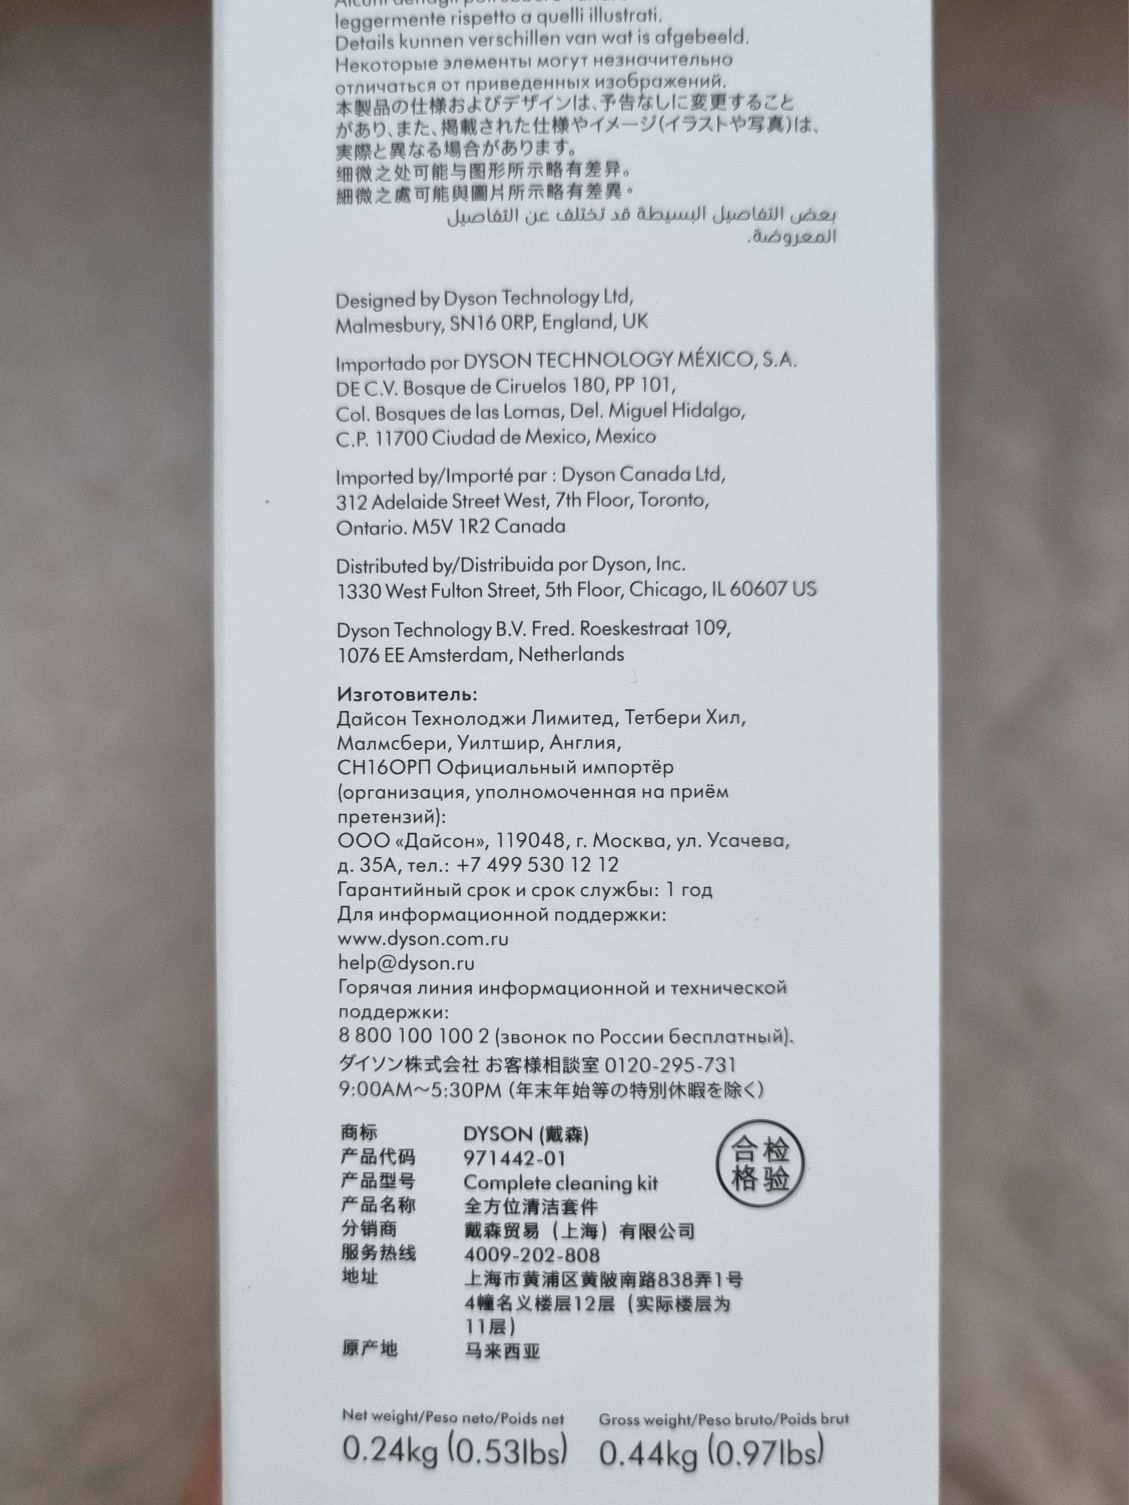 leggermente rispetto a quelli illustrati.
Details kunnen verschillen van wat is afgebeeld.
Некоторые элементы могут незначительно
отличаться от приведенных изображений.
本製品の仕様およびデザインは、予告なしに変更すること
があり、また、掲載された仕様やイメージ(イラストや写真)は、
実際と異なる場合があります。
细微之处可能与图形所示略有差异。
細微之處可能與圖片所示略有差異。
بعض التفاصيل البسيطة قد تختلف عن التفاصيل
المعروضة.
Designed by Dyson Technology Ltd,
Malmesbury, SN16 0RP, England, UK
Importado por DYSON TECHNOLOGY MÉXICO, S.A.
DE C.V. Bosque de Ciruelos 180, PP 101,
Col. Bosques de las Lomas, Del. Miguel Hidalgo,
C.P. 11700 Ciudad de Mexico, Mexico
Imported by/Importé par : Dyson Canada Ltd,
312 Adelaide Street West, 7th Floor, Toronto,
Ontario. M5V 1R2 Canada
Distributed by/Distribuida por Dyson, Inc.
1330 West Fulton Street, 5th Floor, Chicago, IL 60607 US
Dyson Technology B.V. Fred. Roeskestraat 109,
1076 EE Amsterdam, Netherlands
Изготовитель:
Дайсон Технолоджи Лимитед, Тетбери Хил,
Малмсбери, Уилтшир, Англия,
СН16ОРП Официальный импортёр
(организация, уполномоченная на приём
претензий):
ООО «Дайсон», 119048, г. Москва, ул. Усачева,
д. 35А, тел.: +7 499 530 12 12
Гарантийный срок и срок службы: 1 год
Для информационной поддержки:
www.dyson.com.ru
help@dyson.ru
Горячая линия информационной и технической
поддержки:
8 800 100 100 2 (звонок по России бесплатный).
ダイソン株式会社 お客様相談室 0120-295-731
9:00AM～5:30PM (年末年始等の特別休暇を除く)
商标 DYSON (戴森)
产品代码 971442-01
产品型号 Complete cleaning kit
产品名称 全方位清洁套件
分销商 戴森贸易（上海）有限公司
服务热线 4009-202-808
地址 上海市黄浦区黄陂南路838弄1号
4幢名义楼层12层（实际楼层为
11层）
原产地 马来西亚
合检
格验
Net weight/Peso neto/Poids net Gross weight/Peso bruto/Poids brut
0.24kg (0.53lbs) 0.44kg (0.97lbs)